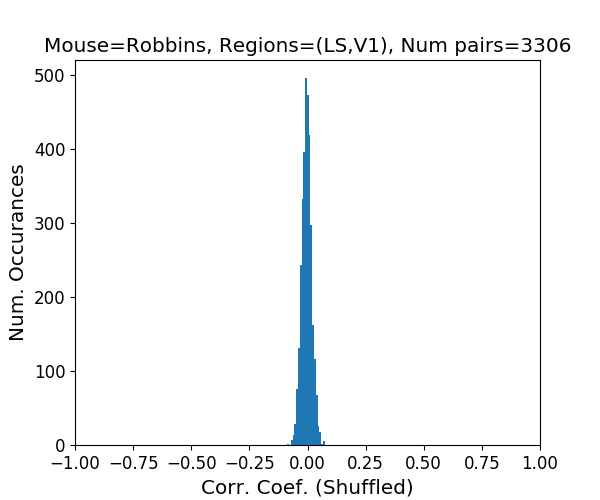 Mouse=Robbins, Regions=(LS,V1), Num pairs=3306
500
400
300
200
100
0
Num. Occurances
−1.00 −0.75 −0.50 −0.25 0.00 0.25 0.50 0.75 1.00
Corr. Coef. (Shuffled)